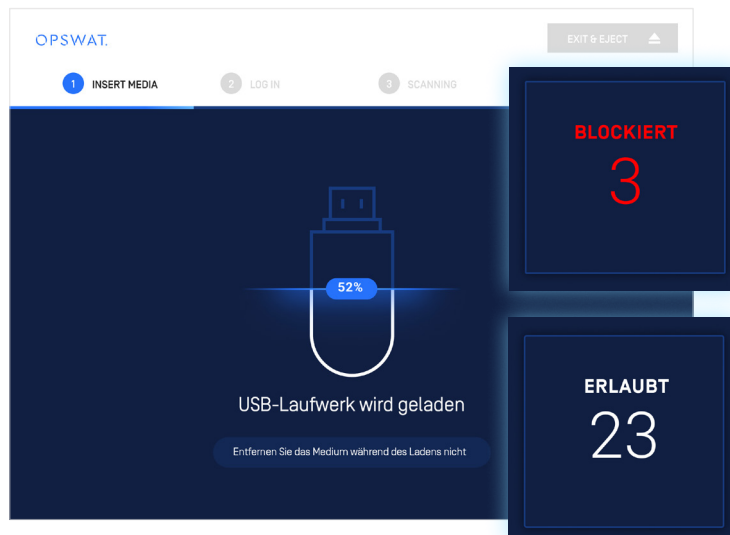 OPSWAT.
EXIT & EJECT
1 INSERT MEDIA
2 LOG IN
3 SCANNING
BLOCKIERT
3
52%
USB-Laufwerk wird geladen
Entfernen Sie das Medium während des Ladens nicht
ERLAUBT
23